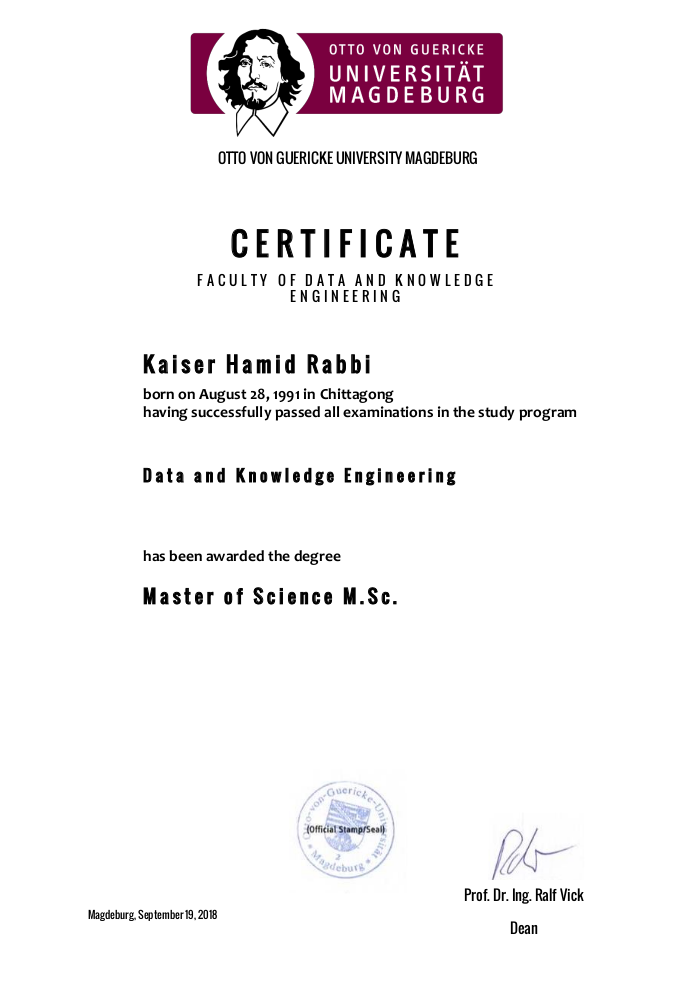 OTTO VON GUERICKE
UNIVERSITÄT
MAGDEBURG
OTTO VON GUERICKE UNIVERSITY MAGDEBURG
CERTIFICATE
FACULTY OF DATA AND KNOWLEDGE
ENGINEERING
Kaiser Hamid Rabbi
born on August 28, 1991 in Chittagong
having successfully passed all examinations in the study program
Data and Knowledge Engineering
has been awarded the degree
Master of Science M.Sc.
Otto-von-Guericke-Universität
(Official Stamp/Seal)
2
Magdeburg
Prof. Dr. Ing. Ralf Vick
Magdeburg, September 19, 2018
Dean